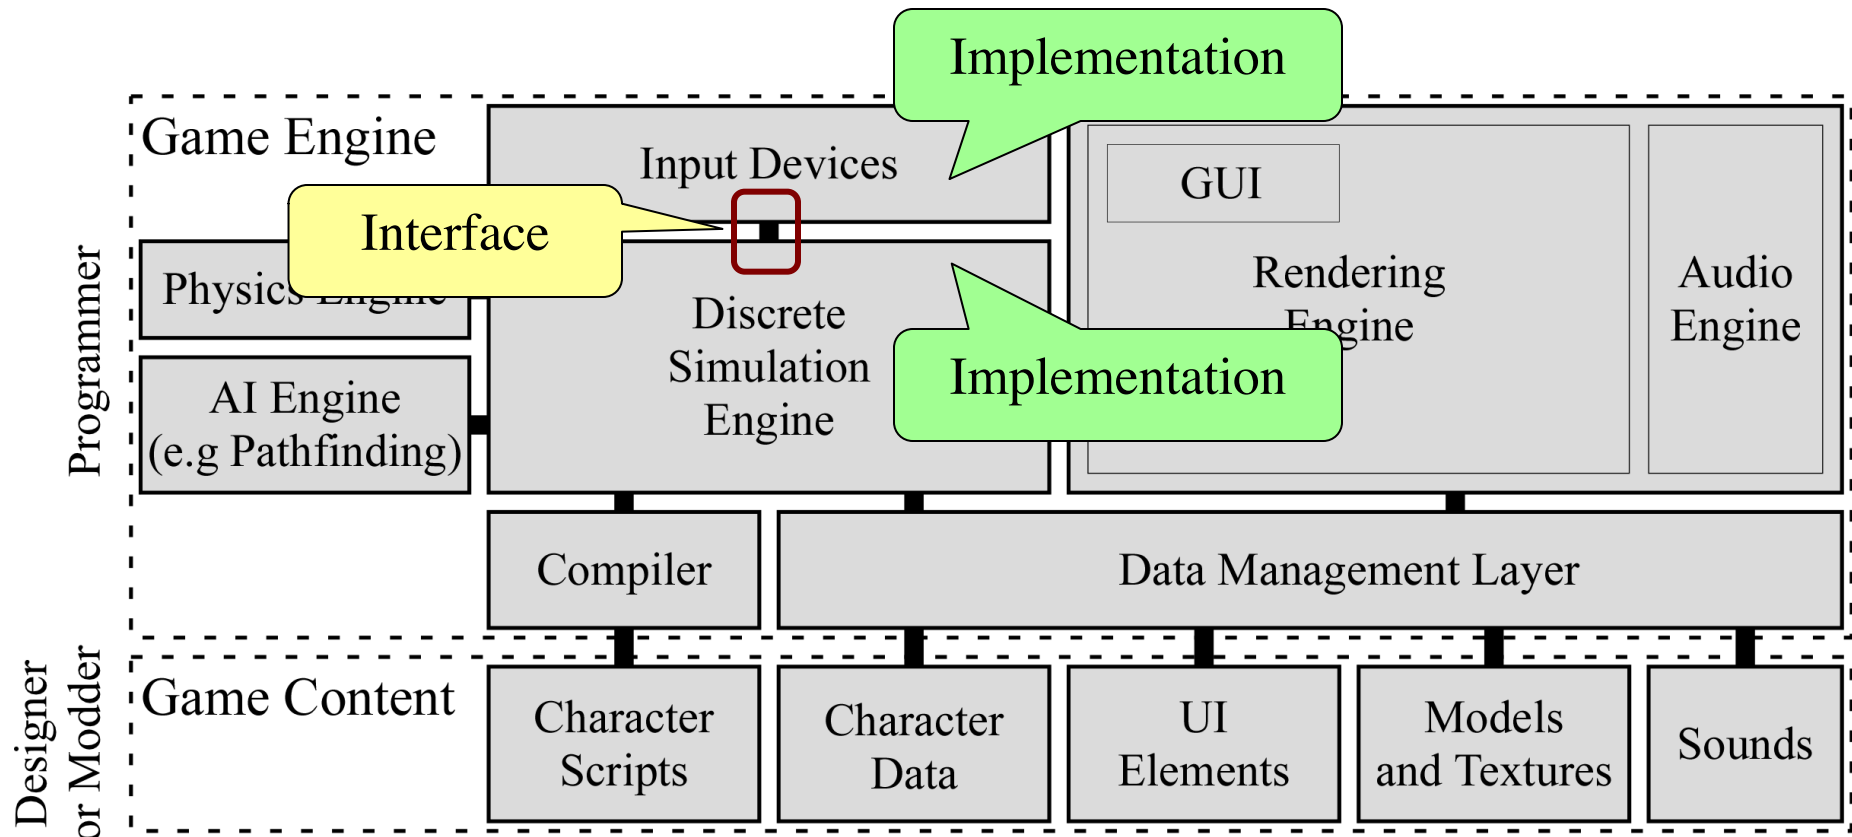 Implementation
Game Engine
Input Devices
GUI
Interface
Physics Engine
Rendering
Engine
Audio
Engine
Discrete
Simulation
Engine
Implementation
AI Engine
(e.g Pathfinding)
Programmer
Compiler
Data Management Layer
Designer
or Modder
Game Content
Character
Scripts
Character
Data
UI
Elements
Models
and Textures
Sounds